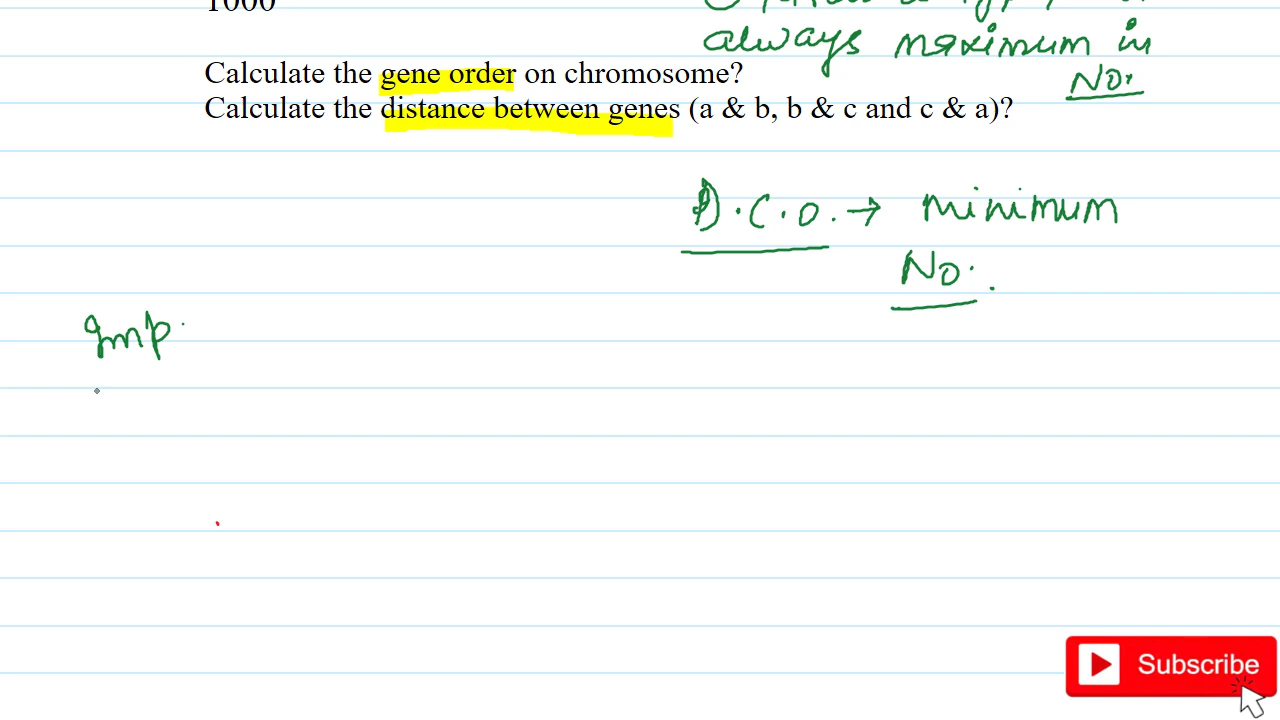 1000
always maximum in
No.
Calculate the gene order on chromosome?
Calculate the distance between genes (a & b, b & c and c & a)?
D.C.O. → minimum
No.
Imp.
Subscribe